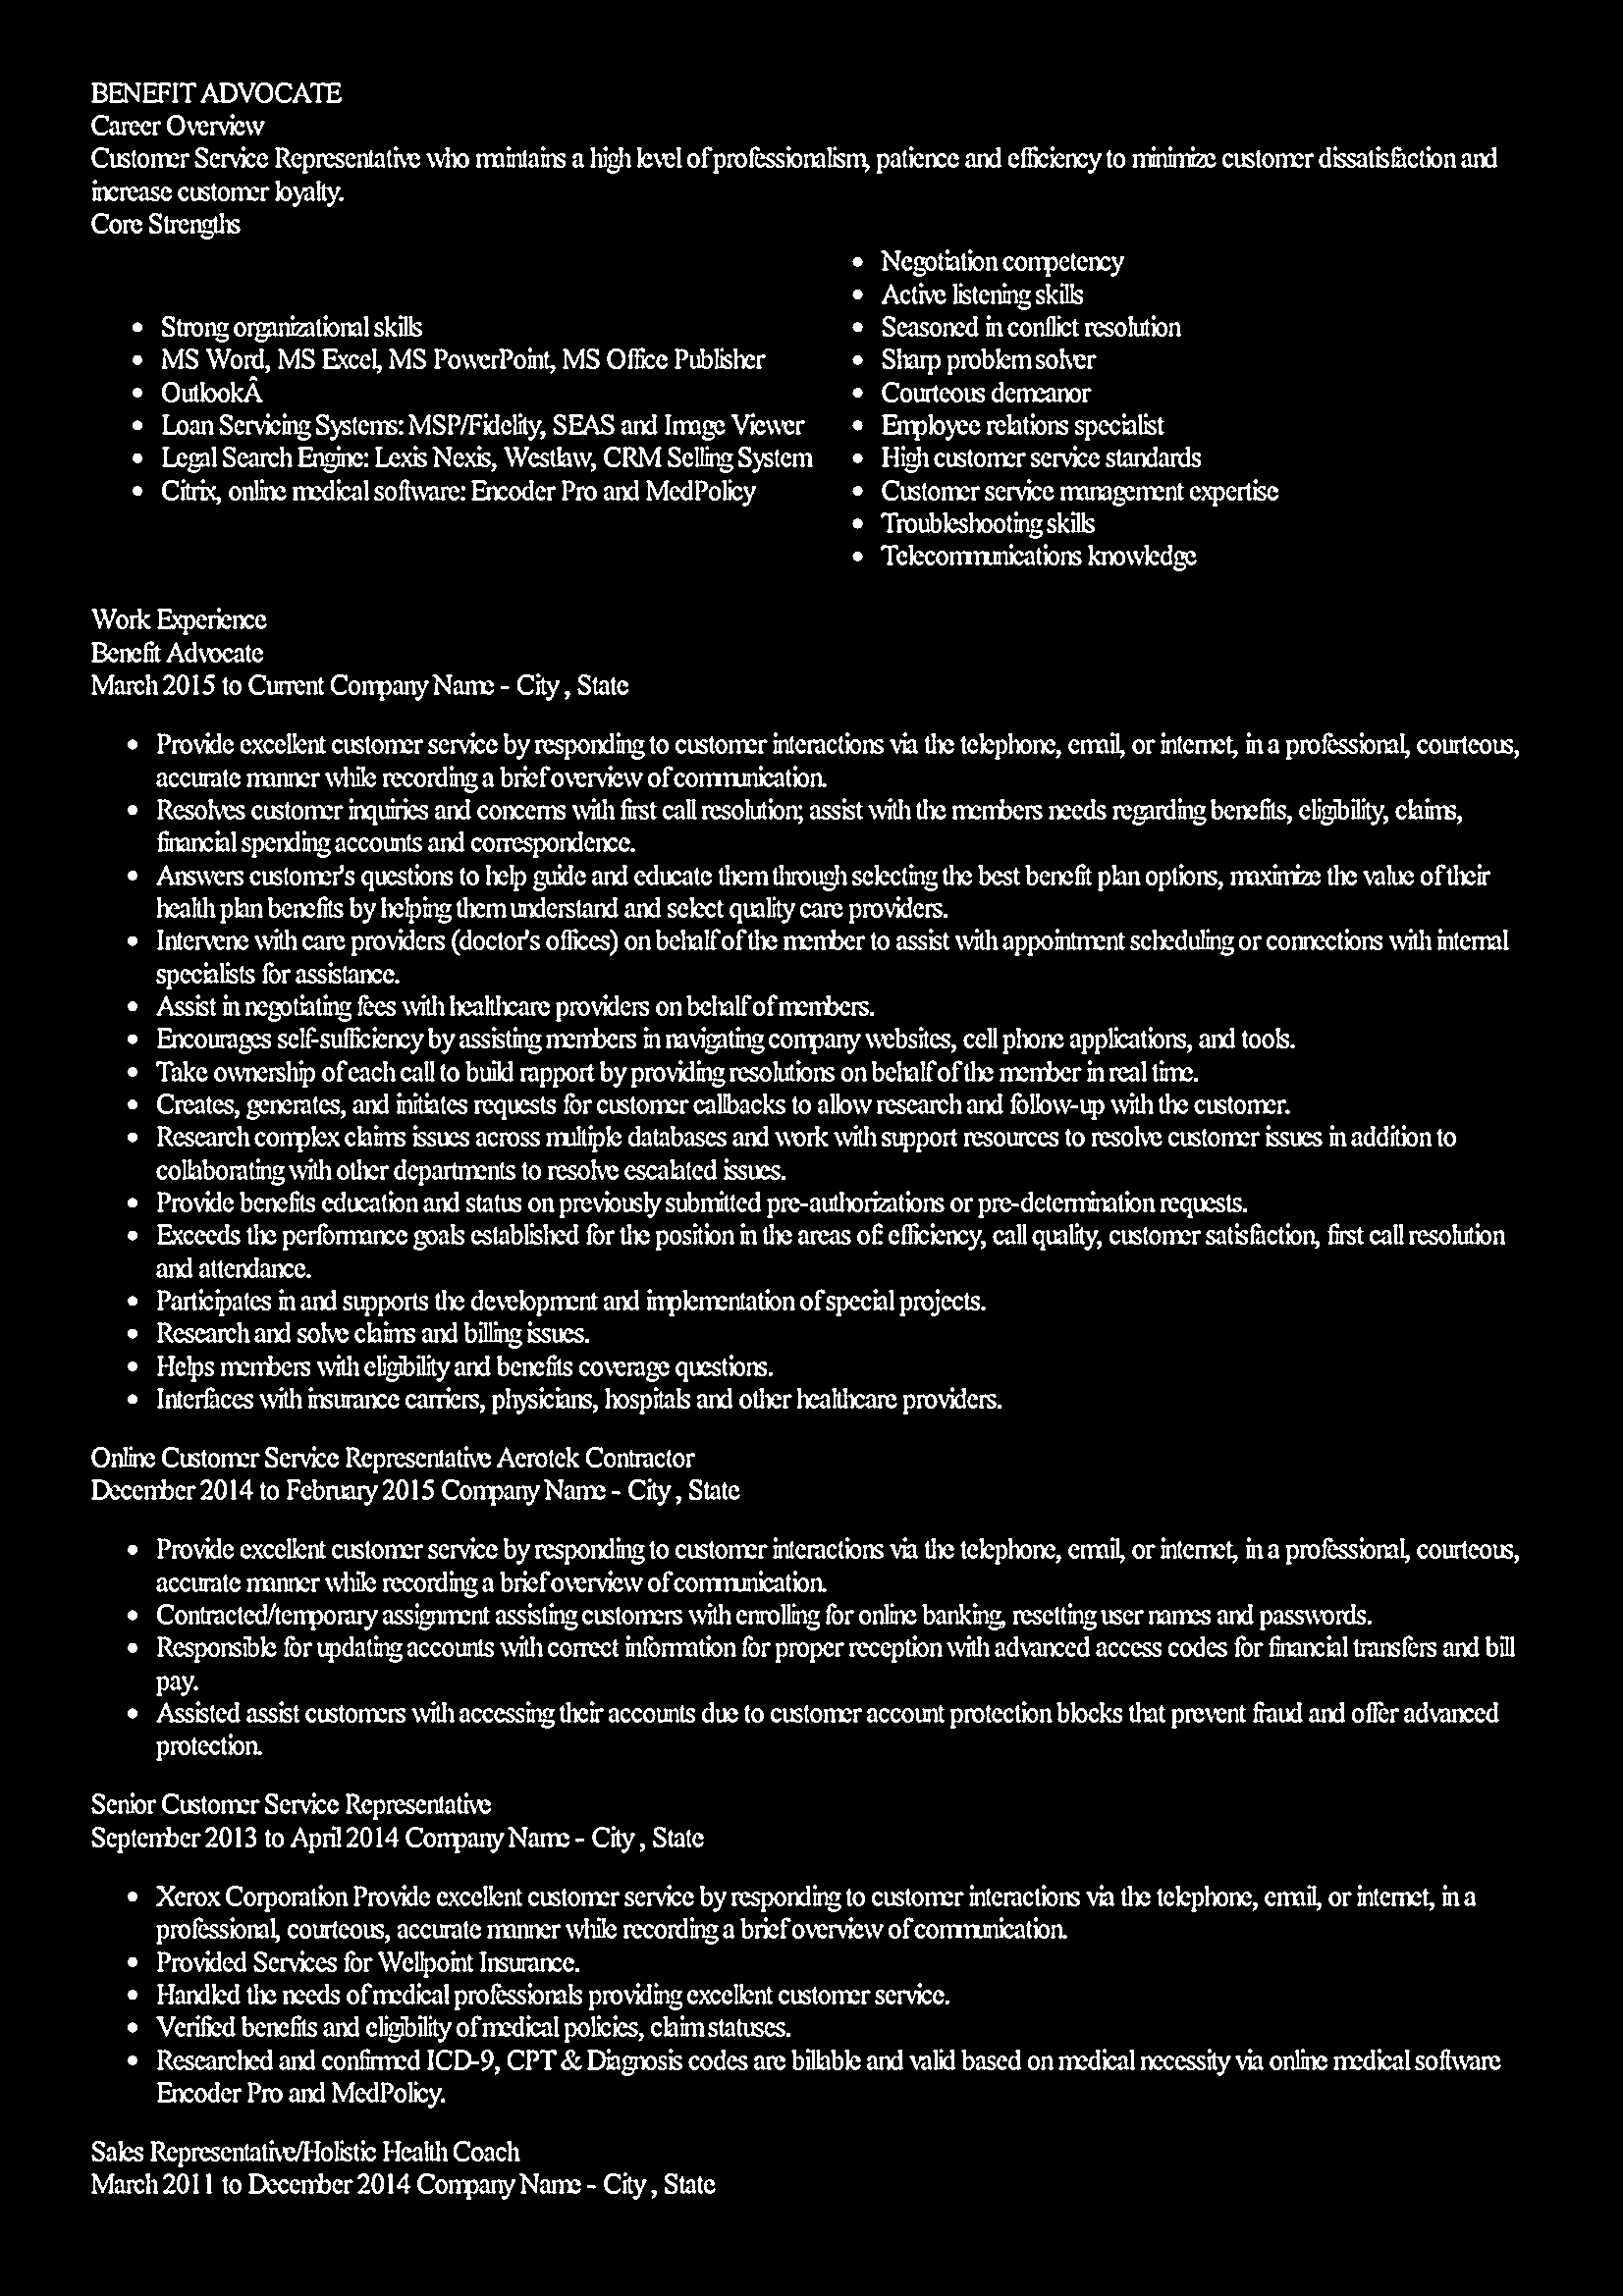 BENEFIT ADVOCATE
Career Overview
Customer Service Representative who maintains a high level of professionalism, patience and efficiency to minimize customer dissatisfaction and
increase customer loyalty.
Core Strengths
• Strong organizational skills
• MS Word, MS Excel, MS PowerPoint, MS Office Publisher
• OutlookÂ
• Loan Servicing Systems: MSP/Fidelity, SEAS and Image Viewer
• Legal Search Engine: Lexis Nexis, Westlaw, CRM Selling System
• Citrix, online medical software: Encoder Pro and MedPolicy
• Negotiation competency
• Active listening skills
• Seasoned in conflict resolution
• Sharp problem solver
• Courteous demeanor
• Employee relations specialist
• High customer service standards
• Customer service management expertise
• Troubleshooting skills
• Telecommunications knowledge
Work Experience
Benefit Advocate
March 2015 to Current Company Name - City , State
• Provide excellent customer service by responding to customer interactions via the telephone, email, or internet, in a professional, courteous,
accurate manner while recording a brief overview of communication.
• Resolves customer inquiries and concerns with first call resolution; assist with the members needs regarding benefits, eligibility, claims,
financial spending accounts and correspondence.
• Answers customer's questions to help guide and educate them through selecting the best benefit plan options, maximize the value of their
health plan benefits by helping them understand and select quality care providers.
• Intervene with care providers (doctor's offices) on behalf of the member to assist with appointment scheduling or connections with internal
specialists for assistance.
• Assist in negotiating fees with healthcare providers on behalf of members.
• Encourages self-sufficiency by assisting members in navigating company websites, cell phone applications, and tools.
• Take ownership of each call to build rapport by providing resolutions on behalf of the member in real time.
• Creates, generates, and initiates requests for customer callbacks to allow research and follow-up with the customer.
• Research complex claims issues across multiple databases and work with support resources to resolve customer issues in addition to
collaborating with other departments to resolve escalated issues.
• Provide benefits education and status on previously submitted pre-authorizations or pre-determination requests.
• Exceeds the performance goals established for the position in the areas of: efficiency, call quality, customer satisfaction, first call resolution
and attendance.
• Participates in and supports the development and implementation of special projects.
• Research and solve claims and billing issues.
• Helps members with eligibility and benefits coverage questions.
• Interfaces with insurance carriers, physicians, hospitals and other healthcare providers.
Online Customer Service Representative Aerotek Contractor
December 2014 to February 2015 Company Name - City , State
• Provide excellent customer service by responding to customer interactions via the telephone, email, or internet, in a professional, courteous,
accurate manner while recording a brief overview of communication.
• Contracted/temporary assignment assisting customers with enrolling for online banking, resetting user names and passwords.
• Responsible for updating accounts with correct information for proper reception with advanced access codes for financial transfers and bill
pay.
• Assisted assist customers with accessing their accounts due to customer account protection blocks that prevent fraud and offer advanced
protection.
Senior Customer Service Representative
September 2013 to April 2014 Company Name - City , State
• Xerox Corporation Provide excellent customer service by responding to customer interactions via the telephone, email, or internet, in a
professional, courteous, accurate manner while recording a brief overview of communication.
• Provided Services for Wellpoint Insurance.
• Handled the needs of medical professionals providing excellent customer service.
• Verified benefits and eligibility of medical policies, claim statuses.
• Researched and confirmed ICD-9, CPT & Diagnosis codes are billable and valid based on medical necessity via online medical software
Encoder Pro and MedPolicy.
Sales Representative/Holistic Health Coach
March 2011 to December 2014 Company Name - City , State